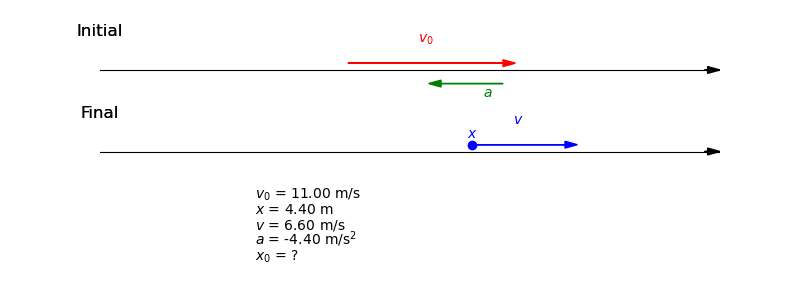 Initial
v₀
a
Final
x
v
v₀ = 11.00 m/s
x = 4.40 m
v = 6.60 m/s
a = -4.40 m/s²
x₀ = ?